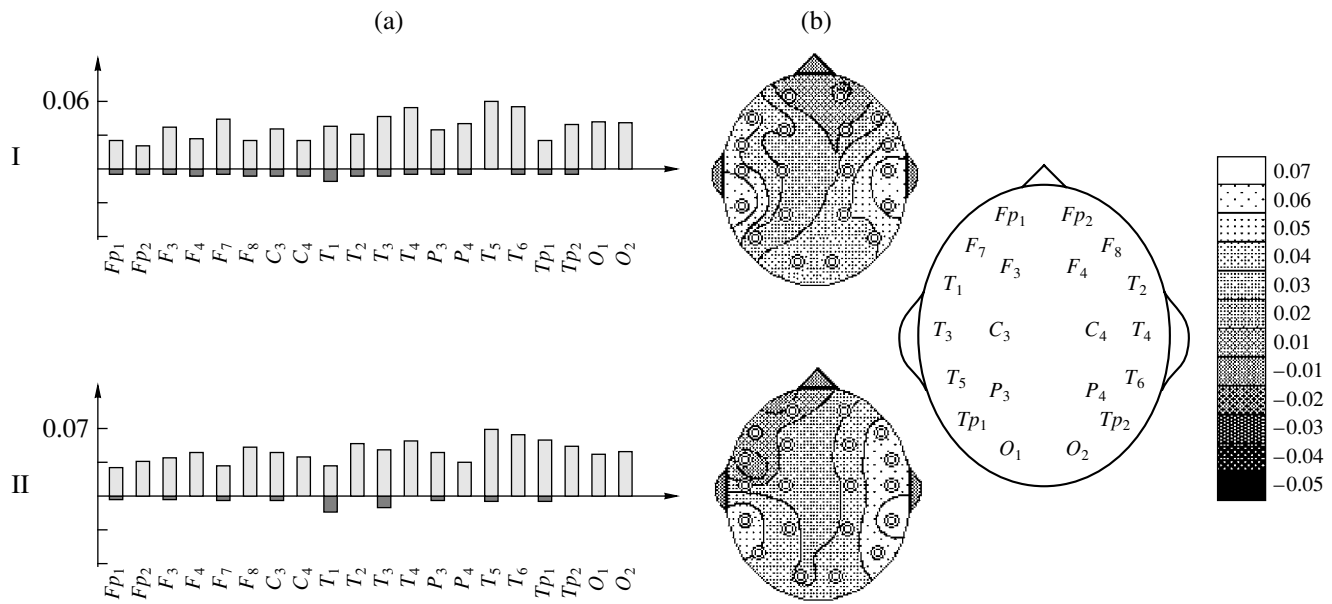 (a)
(b)
I
0.06
Fp₁ Fp₂ F₃ F₄ F₇ F₈ C₃ C₄ T₁ T₂ T₃ T₄ P₃ P₄ T₅ T₆ Tp₁ Tp₂ O₁ O₂
II
0.07
Fp₁ Fp₂ F₃ F₄ F₇ F₈ C₃ C₄ T₁ T₂ T₃ T₄ P₃ P₄ T₅ T₆ Tp₁ Tp₂ O₁ O₂
Fp₁ Fp₂
F₇ F₈
F₃ F₄
T₁ T₂
T₃ C₃ C₄ T₄
T₅ P₃ P₄ T₆
Tp₁ Tp₂
O₁ O₂
0.07
0.06
0.05
0.04
0.03
0.02
0.01
−0.01
−0.02
−0.03
−0.04
−0.05